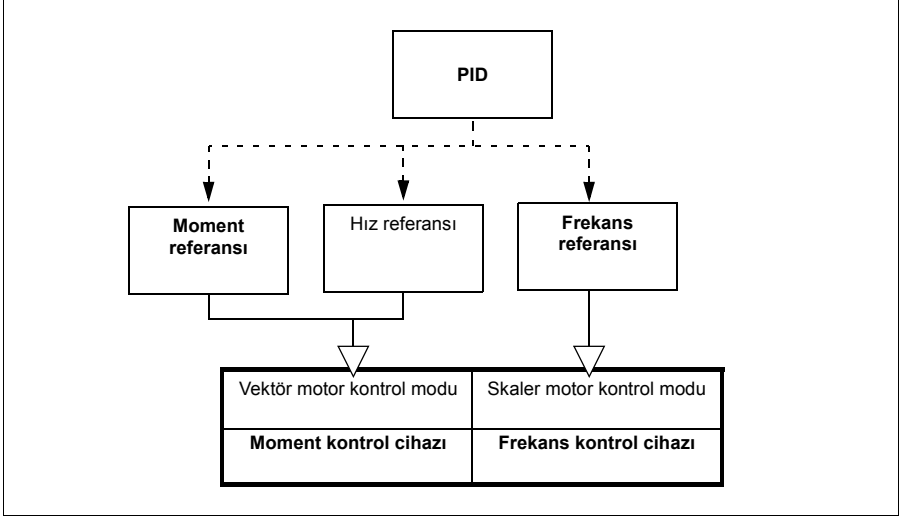 PID
Moment
referansı
Hız referansı
Frekans
referansı
Vektör motor kontrol modu
Skaler motor kontrol modu
Moment kontrol cihazı
Frekans kontrol cihazı